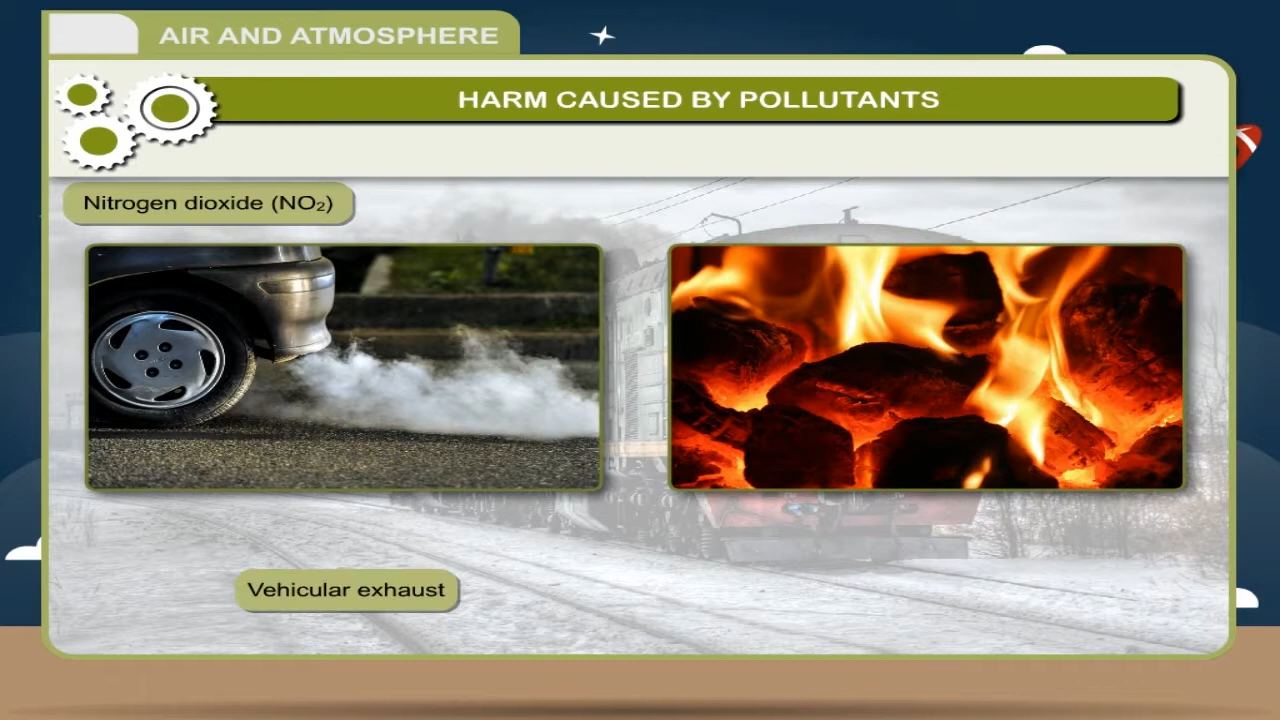 AIR AND ATMOSPHERE
HARM CAUSED BY POLLUTANTS
Nitrogen dioxide (NO₂)
Vehicular exhaust